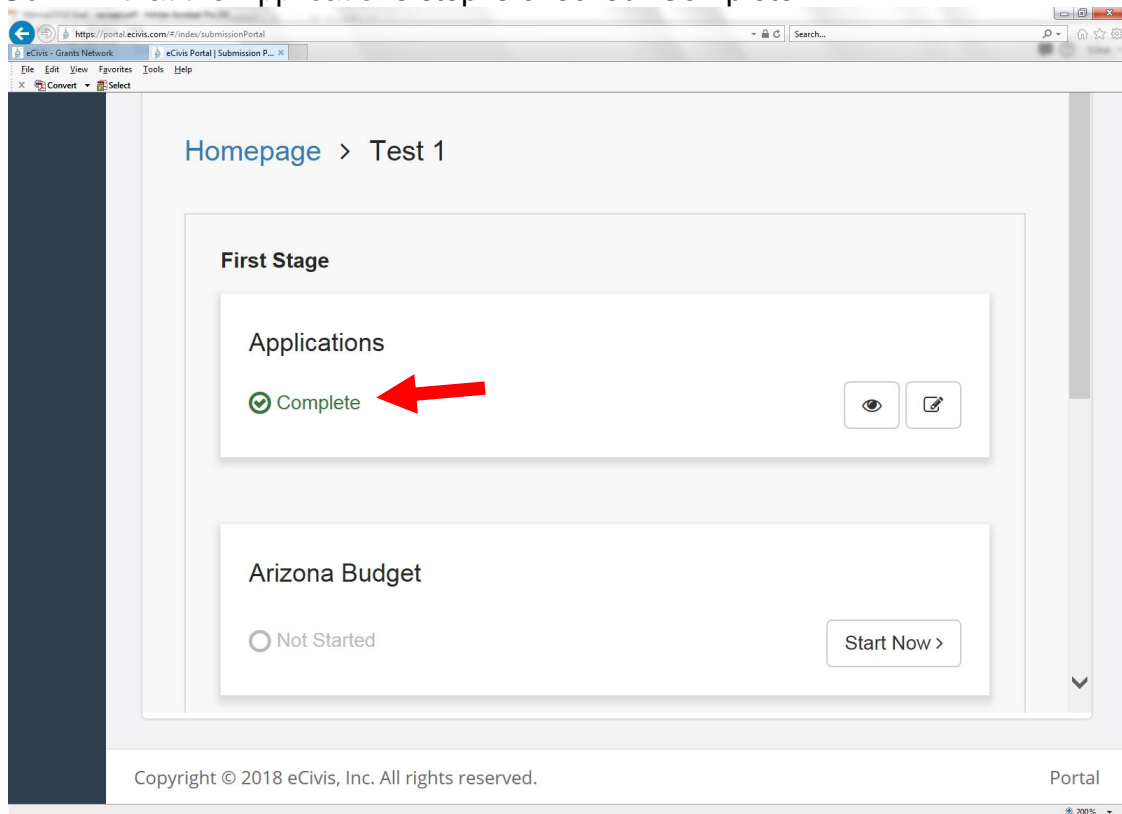 https://portal.ecivis.com/#/index/submissionPortal
Search...
eCivis - Grants Network
eCivis Portal | Submission P...
File Edit View Favorites Tools Help
Convert Select
Homepage > Test 1
First Stage
Applications
Complete
Arizona Budget
Not Started
Start Now >
Copyright © 2018 eCivis, Inc. All rights reserved.
Portal
200%